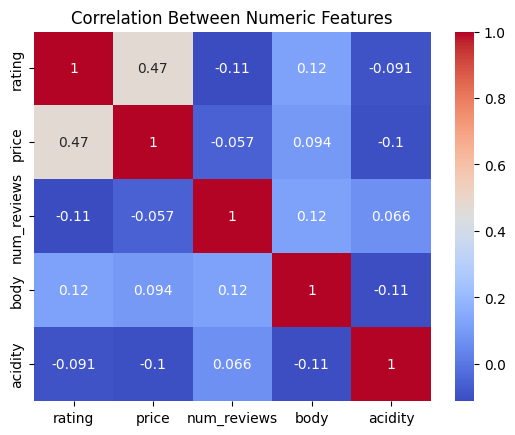 Correlation Between Numeric Features
rating 1 0.47 -0.11 0.12 -0.091
price 0.47 1 -0.057 0.094 -0.1
num_reviews -0.11 -0.057 1 0.12 0.066
body 0.12 0.094 0.12 1 -0.11
acidity -0.091 -0.1 0.066 -0.11 1
rating price num_reviews body acidity
1.0
0.8
0.6
0.4
0.2
0.0